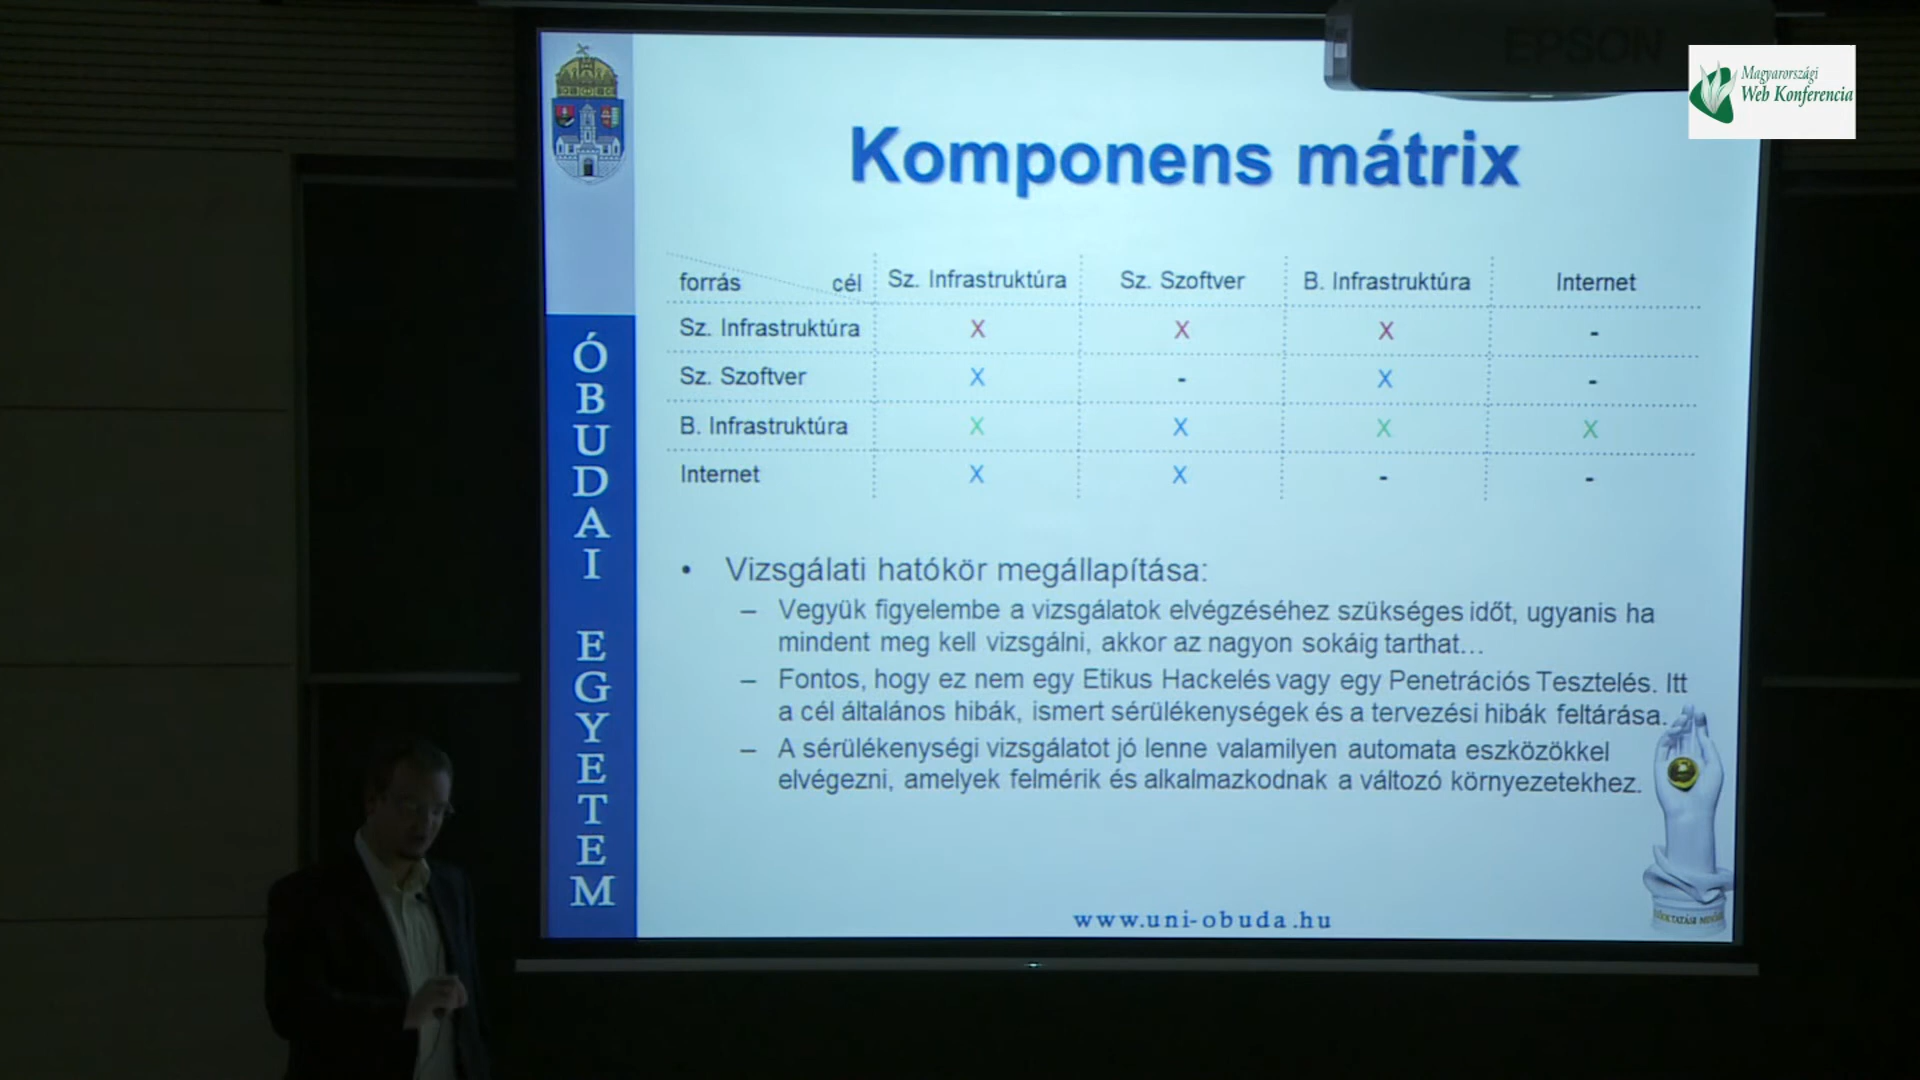 EPSON
Magyarországi
Web Konferencia
Komponens mátrix
forrás cél Sz. Infrastruktúra Sz. Szoftver B. Infrastruktúra Internet
Sz. Infrastruktúra X X X -
Sz. Szoftver X - X -
B. Infrastruktúra X X X X
Internet X X - -
• Vizsgálati hatókör megállapítása:
– Vegyük figyelembe a vizsgálatok elvégzéséhez szükséges időt, ugyanis ha
mindent meg kell vizsgálni, akkor az nagyon sokáig tarthat…
– Fontos, hogy ez nem egy Etikus Hackelés vagy egy Penetrációs Tesztelés. Itt
a cél általános hibák, ismert sérülékenységek és a tervezési hibák feltárása.
– A sérülékenységi vizsgálatot jó lenne valamilyen automata eszközökkel
elvégezni, amelyek felmérik és alkalmazkodnak a változó környezetekhez.
ÓBUDAI EGYETEM
www.uni-obuda.hu